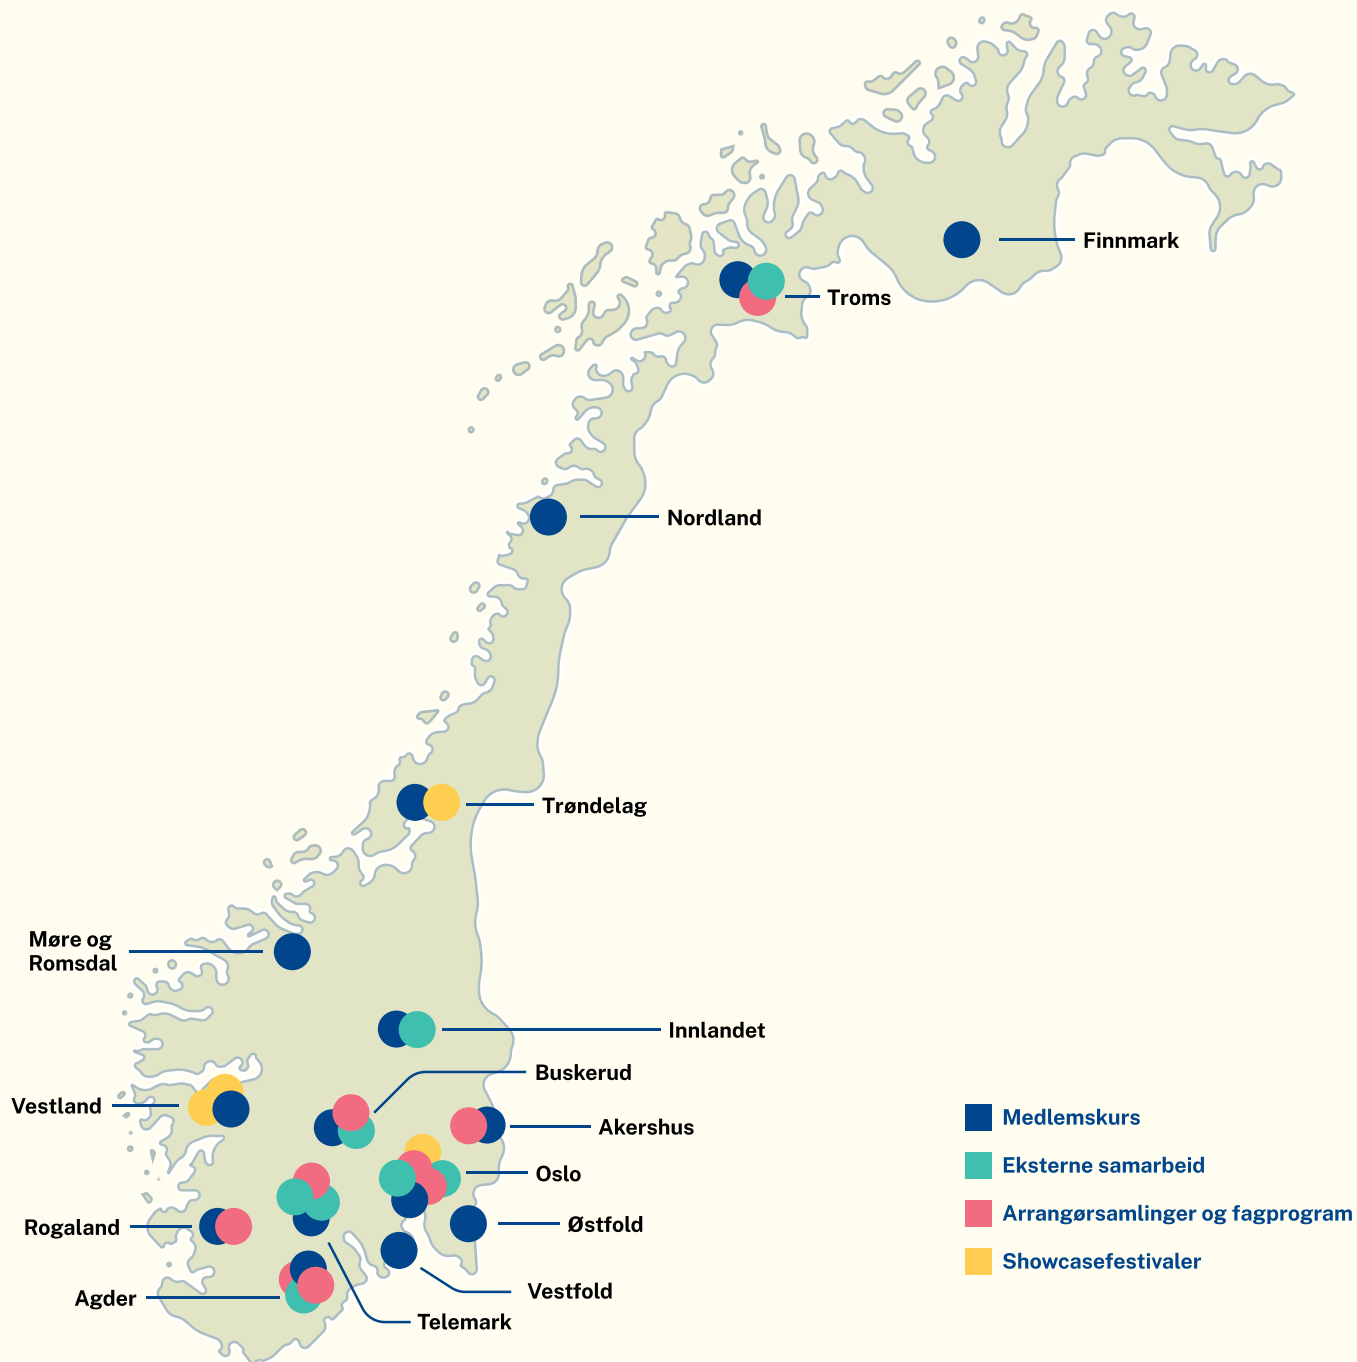 Finnmark
Troms
Nordland
Trøndelag
Møre og
Romsdal
Innlandet
Buskerud
Vestland
Akershus
Oslo
Rogaland
Østfold
Agder
Vestfold
Telemark
Medlemskurs
Eksterne samarbeid
Arrangørsamlinger og fagprogram
Showcasefestivaler